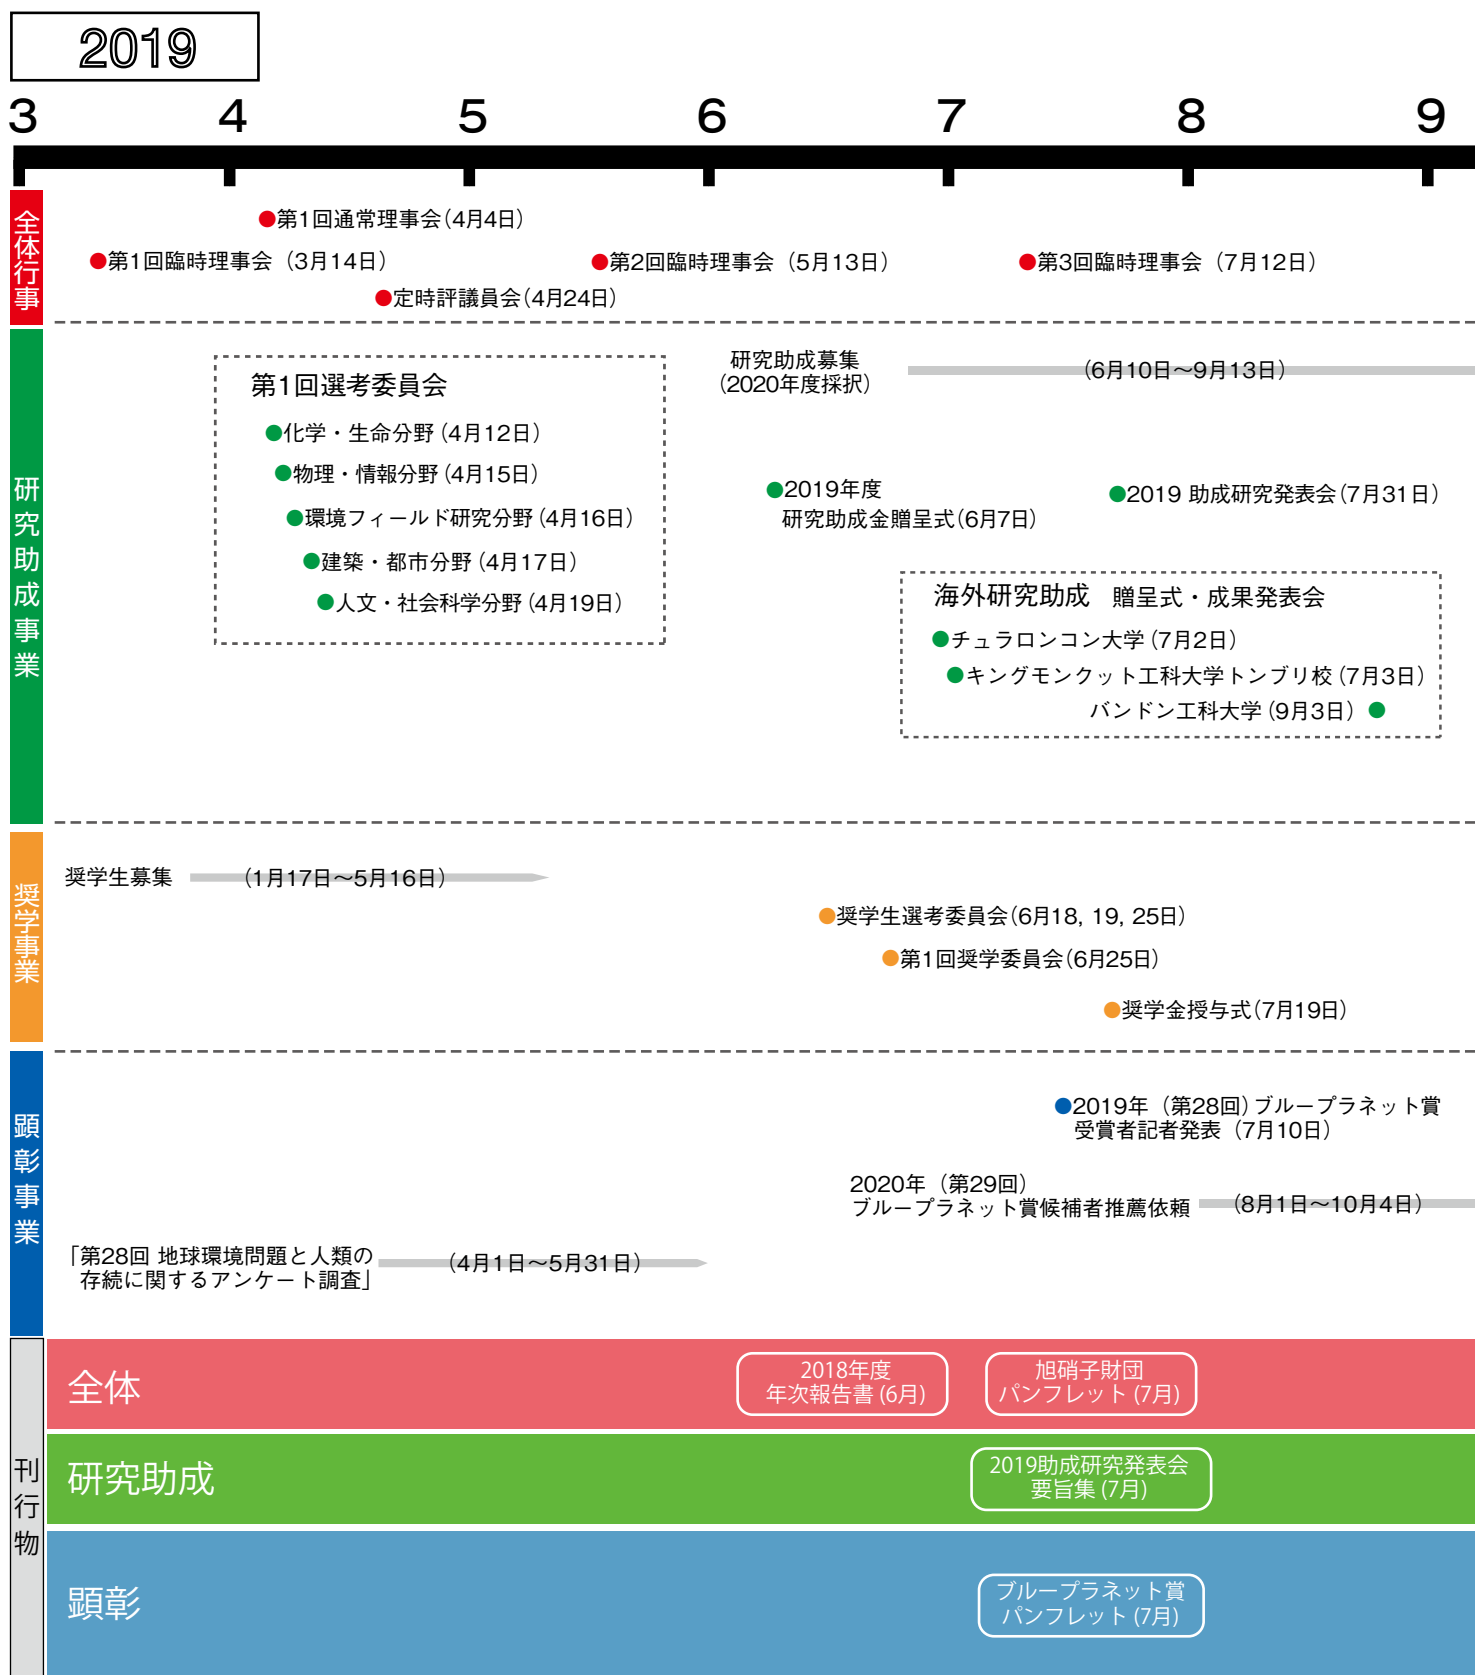 2019
3 4 5 6 7 8 9
全体行事
●第1回通常理事会(4月4日)
●第1回臨時理事会（3月14日）
●第2回臨時理事会（5月13日）
●第3回臨時理事会（7月12日）
●定時評議員会(4月24日)
研究助成事業
第1回選考委員会
●化学・生命分野(4月12日)
●物理・情報分野(4月15日)
●環境フィールド研究分野(4月16日)
●建築・都市分野(4月17日)
●人文・社会科学分野(4月19日)
研究助成募集
(2020年度採択)
(6月10日～9月13日)
●2019年度
研究助成金贈呈式(6月7日)
●2019 助成研究発表会(7月31日)
海外研究助成 贈呈式・成果発表会
●チュラロンコン大学(7月2日)
●キングモンクット工科大学トンブリ校(7月3日)
バンドン工科大学(9月3日) ●
奨学事業
奨学生募集 (1月17日～5月16日)
●奨学生選考委員会(6月18, 19, 25日)
●第1回奨学委員会(6月25日)
●奨学金授与式(7月19日)
顕彰事業
●2019年（第28回)ブループラネット賞
受賞者記者発表（7月10日）
2020年（第29回）
ブループラネット賞候補者推薦依頼 (8月1日～10月4日)
「第28回 地球環境問題と人類の
存続に関するアンケート調査」
(4月1日～5月31日)
刊行物
全体
2018年度
年次報告書(6月)
旭硝子財団
パンフレット(7月)
研究助成
2019助成研究発表会
要旨集(7月)
顕彰
ブループラネット賞
パンフレット(7月)